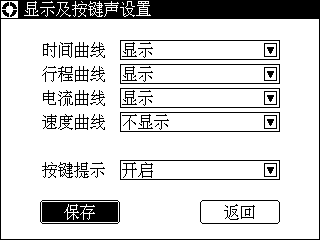 显示及按键声设置
时间曲线 显示
行程曲线 显示
电流曲线 显示
速度曲线 不显示
按键提示 开启
保存 返回